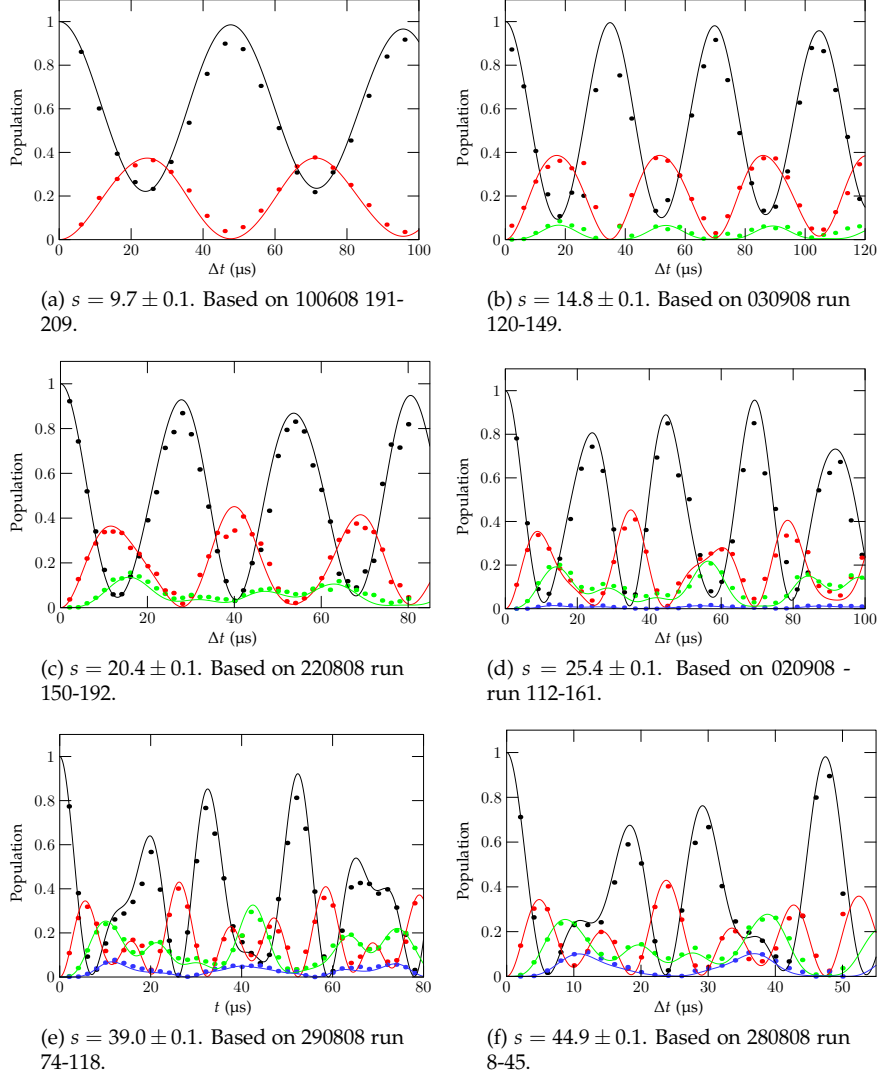 1
0.8
0.6
0.4
0.2
0
0 20 40 60 80 100
Population
Δt (µs)
(a) s = 9.7 ± 0.1. Based on 100608 191-
209.
1
0.8
0.6
0.4
0.2
0
0 20 40 60 80 100 120
Population
Δt (µs)
(b) s = 14.8 ± 0.1. Based on 030908 run
120-149.
1
0.8
0.6
0.4
0.2
0
0 20 40 60 80
Population
Δt (µs)
(c) s = 20.4 ± 0.1. Based on 220808 run
150-192.
1
0.8
0.6
0.4
0.2
0
0 20 40 60 80 100
Population
Δt (µs)
(d) s = 25.4 ± 0.1. Based on 020908 -
run 112-161.
1
0.8
0.6
0.4
0.2
0
0 20 40 60 80
Population
t (µs)
(e) s = 39.0 ± 0.1. Based on 290808 run
74-118.
1
0.8
0.6
0.4
0.2
0
0 10 20 30 40 50
Population
Δt (µs)
(f) s = 44.9 ± 0.1. Based on 280808 run
8-45.